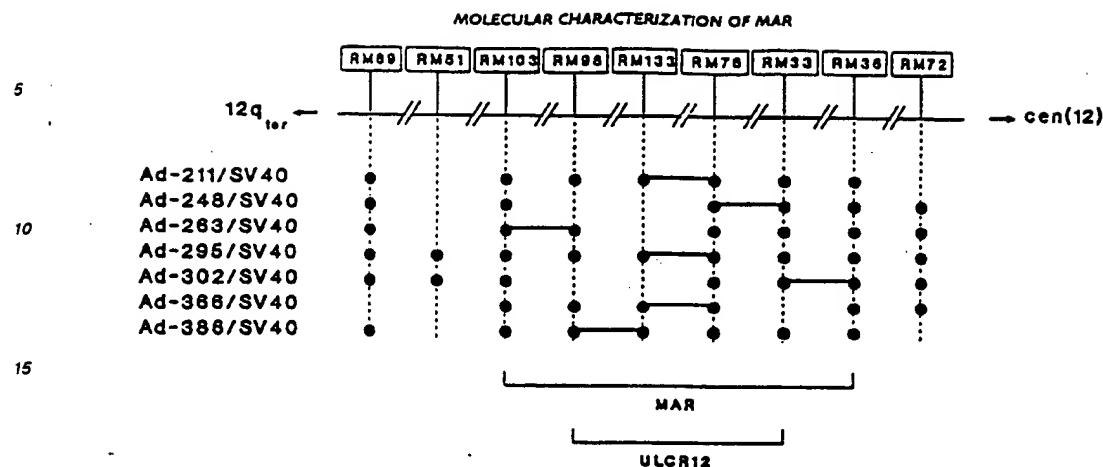 MOLECULAR CHARACTERIZATION OF MAR
RM69 RM51 RM103 RM98 RM133 RM76 RM33 RM36 RM72
5
12q ter ← → cen(12)
Ad-211/SV40
Ad-248/SV40
10 Ad-263/SV40
Ad-295/SV40
Ad-302/SV40
Ad-366/SV40
Ad-386/SV40
15
MAR
ULCR12